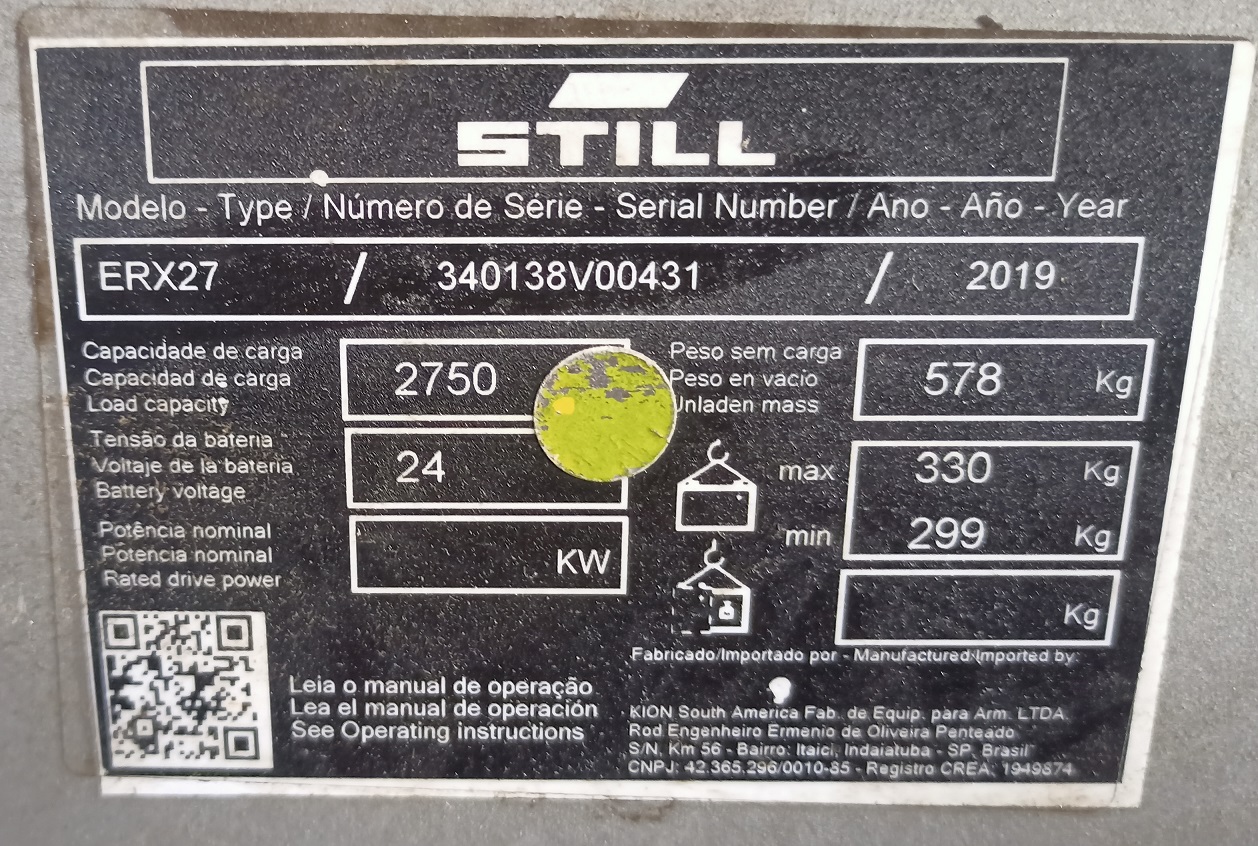 STILL
Modelo - Type / Número de Série - Serial Number / Ano - Año - Year
ERX27 / 340138V00431 / 2019
Capacidade de carga
Capacidad de carga
Load capacity
2750
Peso sem carga
Peso en vacio
Unladen mass
578 Kg
Tensão da bateria
Voltaje de la bateria
Battery voltage
24
max 330 Kg
min 299 Kg
Potência nominal
Potencia nominal
Rated drive power
KW
Kg
Leia o manual de operação
Lea el manual de operación
See Operating instructions
Fabricado/Importado por - Manufactured/Imported by:
KION South America Fab. de Equip. para Arm. LTDA.
Rod Engenheiro Ermenio de Oliveira Penteado
S/N, Km 56 - Bairro: Itaici, Indaiatuba - SP, Brasil
CNPJ: 42.365.296/0010-85 - Registro CREA: 1949874